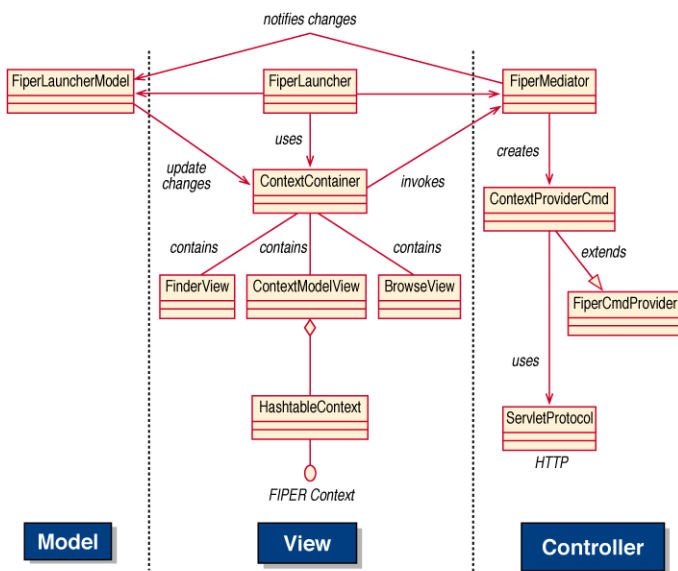 notifies changes
FiperLauncherModel
FiperLauncher
FiperMediator
uses
creates
update
changes
ContextContainer
invokes
ContextProviderCmd
contains
contains
contains
extends
FinderView
ContextModelView
BrowseView
FiperCmdProvider
uses
HashtableContext
ServletProtocol
HTTP
FIPER Context
Model
View
Controller